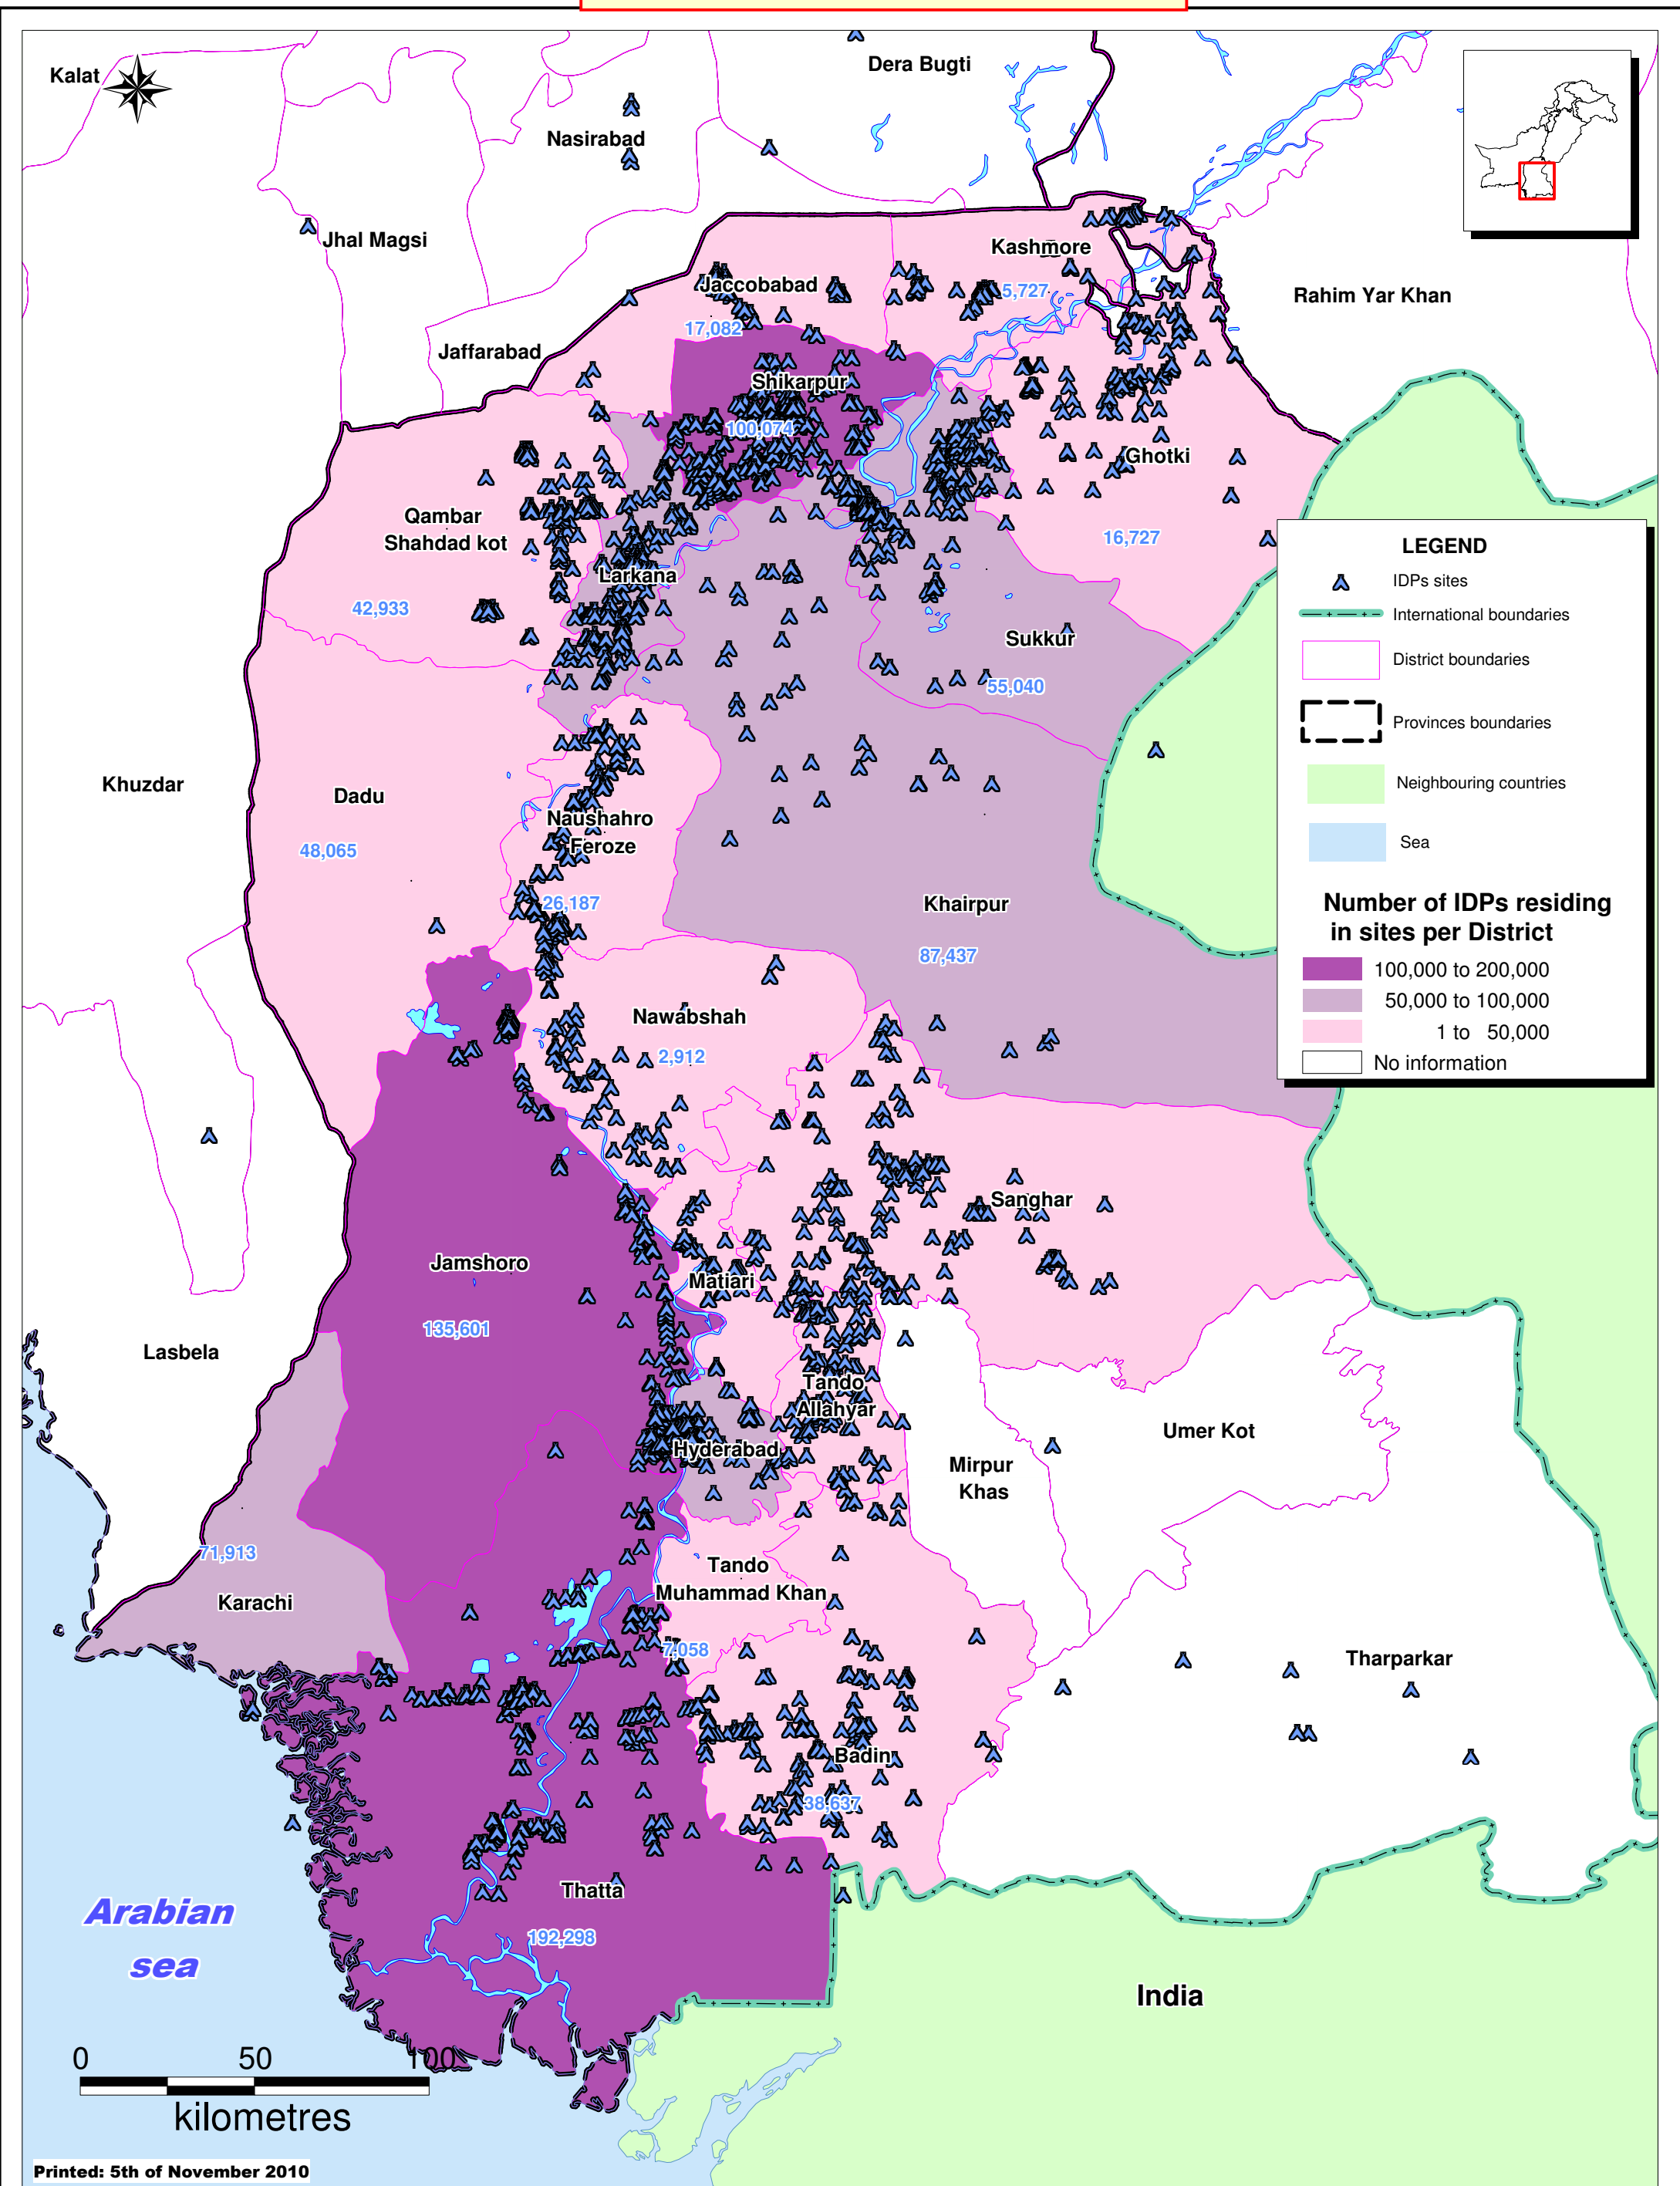 Kalat
Dera Bugti
Nasirabad
Jhal Magsi
Kashmore
Jaccobabad
5,727
Rahim Yar Khan
17,082
Jaffarabad
Shikarpur
100,074
Ghotki
Qambar
Shahdad kot
16,727
Larkana
42,933
Sukkur
55,040
Khuzdar
Dadu
Naushahro
Feroze
48,065
26,187
Khairpur
87,437
Nawabshah
2,912
Sanghar
Jamshoro
Matiari
135,601
Lasbela
Tando
Allahyar
Umer Kot
Hyderabad
Mirpur
Khas
71,913
Tando
Muhammad Khan
Karachi
7,058
Tharparkar
Badin
38,637
Thatta
192,298
Arabian
sea
India
LEGEND
IDPs sites
International boundaries
District boundaries
Provinces boundaries
Neighbouring countries
Sea
Number of IDPs residing
in sites per District
100,000 to 200,000
50,000 to 100,000
1 to 50,000
No information
0 50 100
kilometres
Printed: 5th of November 2010